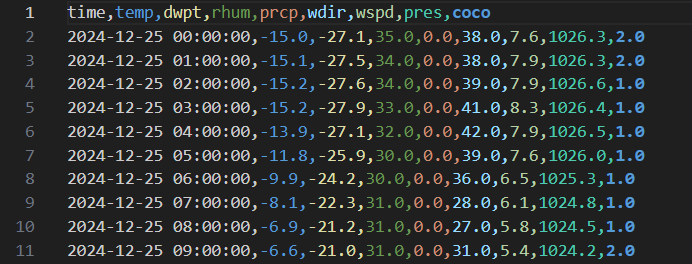 1 time,temp,dwpt,rhum,prcp,wdir,wspd,pres,coco
2 2024-12-25 00:00:00,-15.0,-27.1,35.0,0.0,38.0,7.6,1026.3,2.0
3 2024-12-25 01:00:00,-15.1,-27.5,34.0,0.0,38.0,7.9,1026.3,2.0
4 2024-12-25 02:00:00,-15.2,-27.6,34.0,0.0,39.0,7.9,1026.6,1.0
5 2024-12-25 03:00:00,-15.2,-27.9,33.0,0.0,41.0,8.3,1026.4,1.0
6 2024-12-25 04:00:00,-13.9,-27.1,32.0,0.0,42.0,7.9,1026.5,1.0
7 2024-12-25 05:00:00,-11.8,-25.9,30.0,0.0,39.0,7.6,1026.0,1.0
8 2024-12-25 06:00:00,-9.9,-24.2,30.0,0.0,36.0,6.5,1025.3,1.0
9 2024-12-25 07:00:00,-8.1,-22.3,31.0,0.0,28.0,6.1,1024.8,1.0
10 2024-12-25 08:00:00,-6.9,-21.2,31.0,0.0,27.0,5.8,1024.5,1.0
11 2024-12-25 09:00:00,-6.6,-21.0,31.0,0.0,31.0,5.4,1024.2,2.0